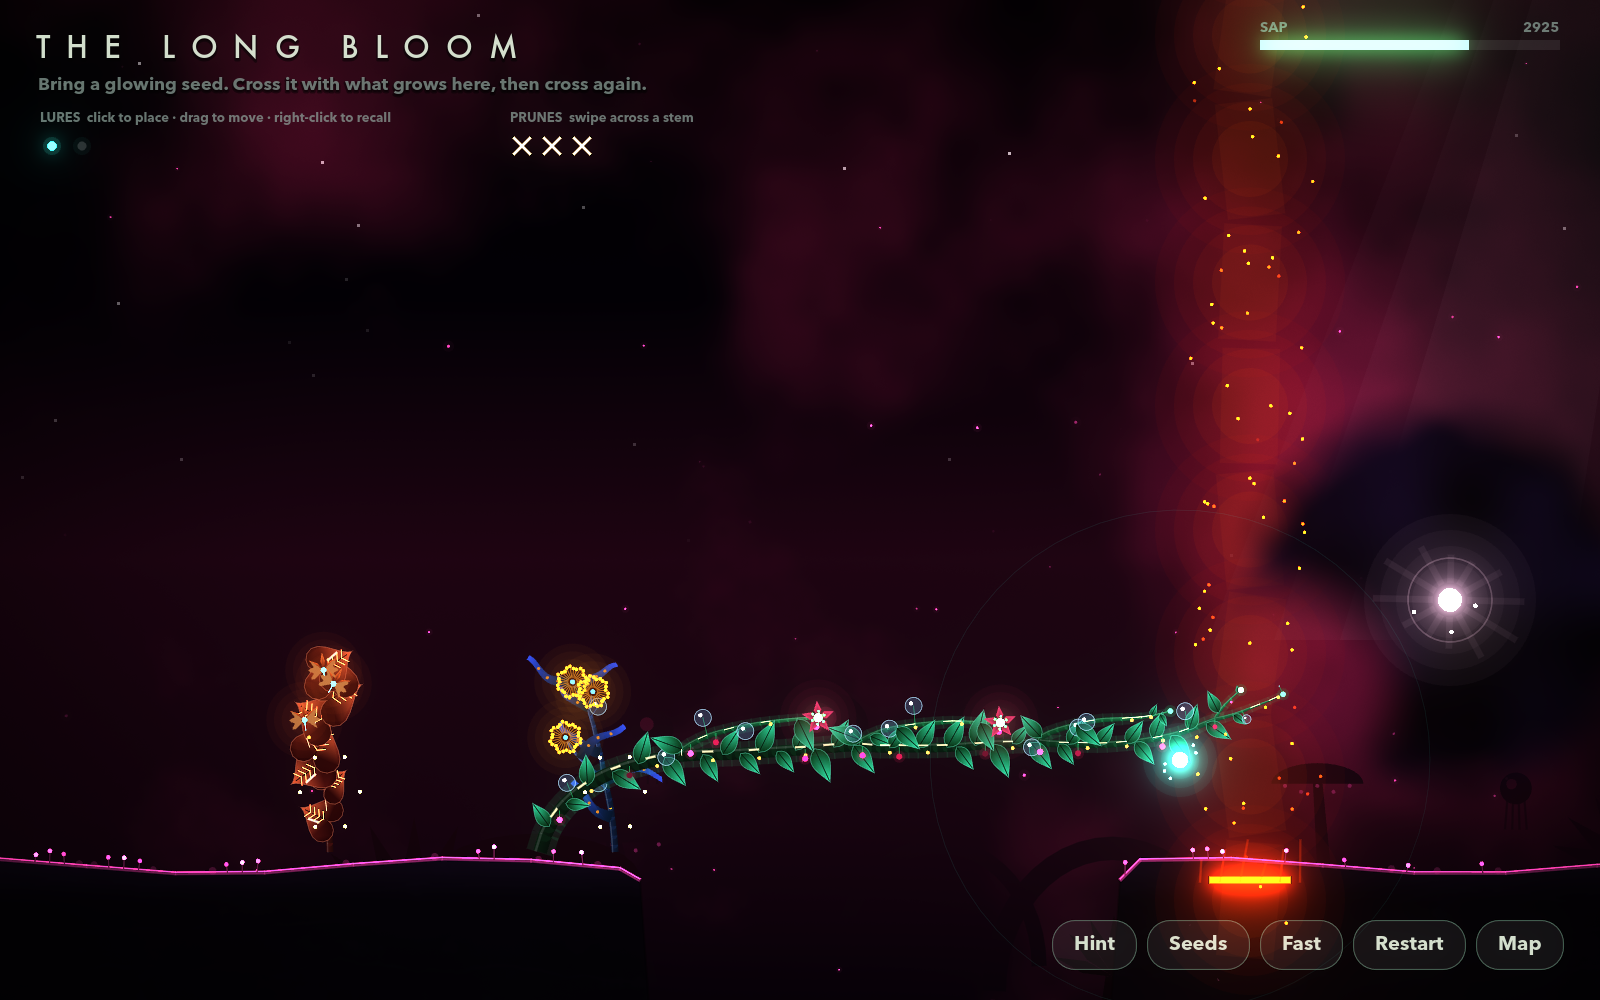 THE LONG BLOOM
SAP 2925
Bring a glowing seed. Cross it with what grows here, then cross again.
LURES click to place · drag to move · right-click to recall
PRUNES swipe across a stem
Hint
Seeds
Fast
Restart
Map